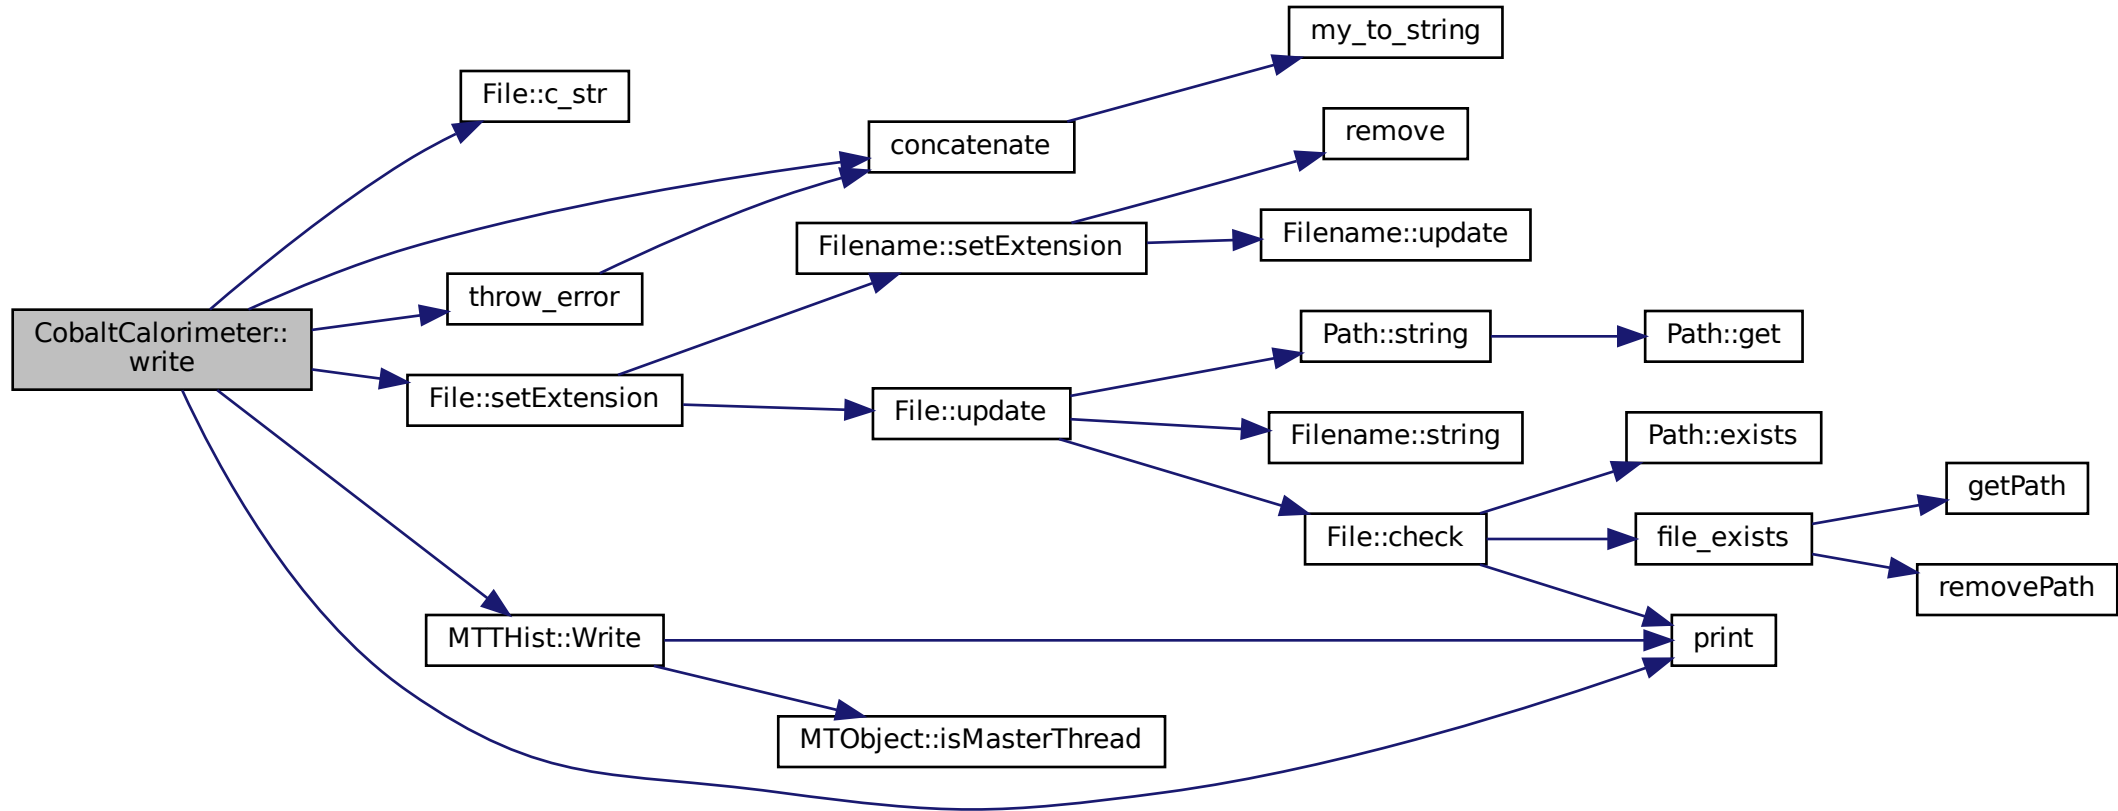 my_to_string
File::c_str
remove
concatenate
Filename::update
Filename::setExtension
throw_error
CobaltCalorimeter::
write
Path::string
Path::get
File::setExtension
File::update
Filename::string
Path::exists
getPath
File::check
file_exists
removePath
MTTHist::Write
print
MTObject::isMasterThread